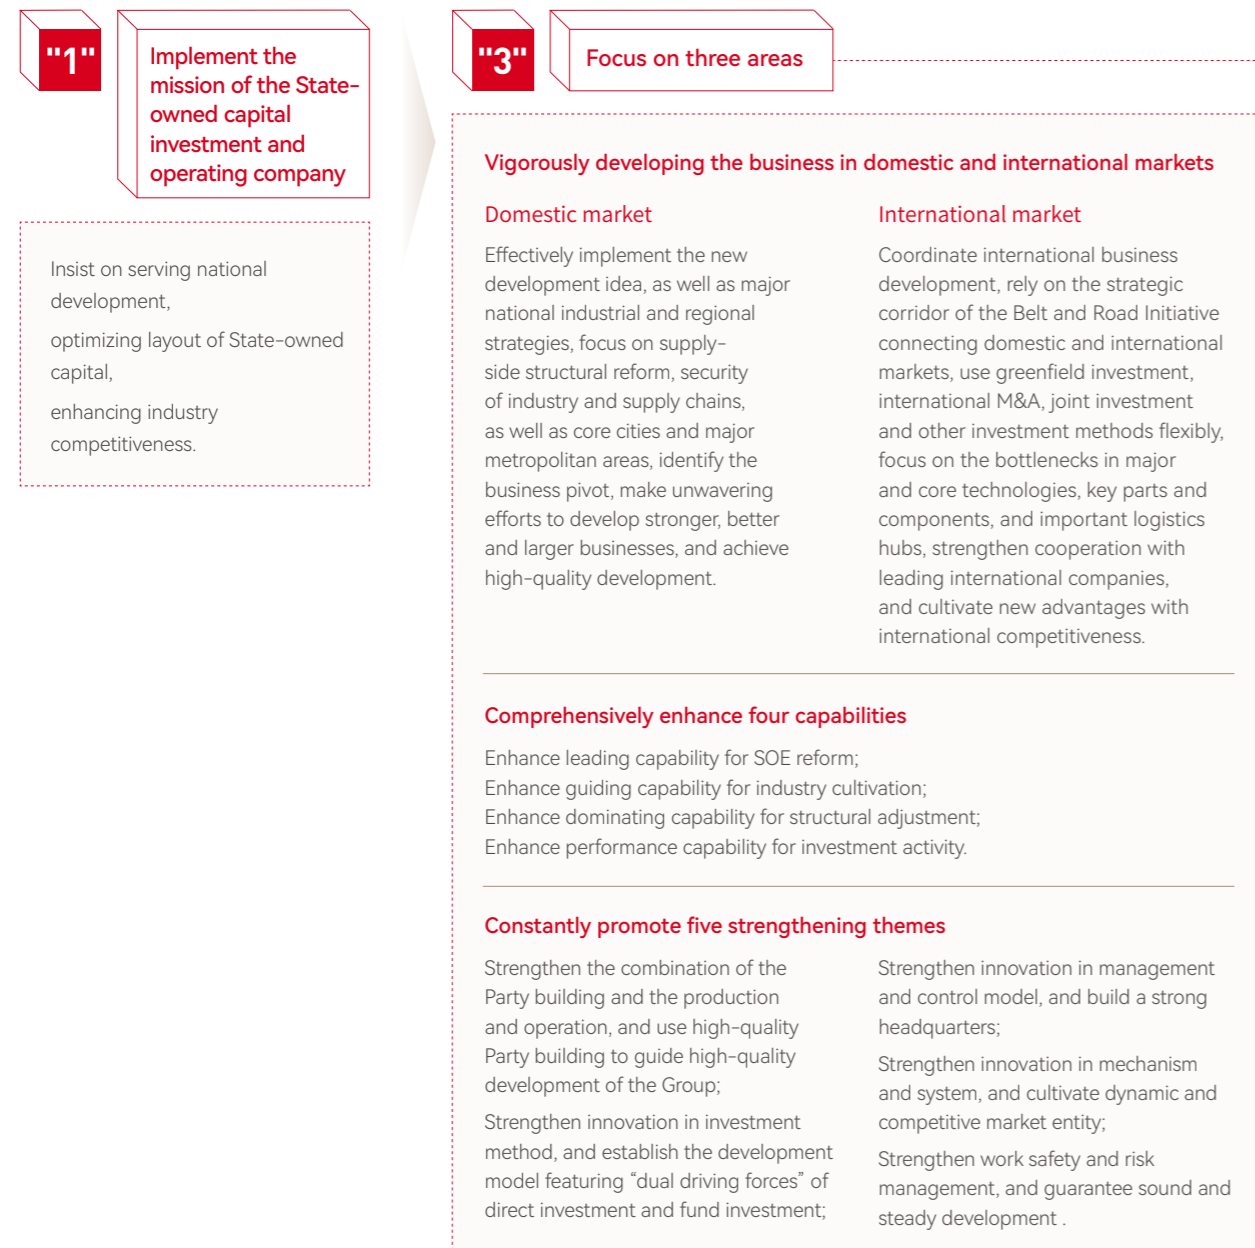 "1"
Implement the
mission of the State-
owned capital
investment and
operating company
Insist on serving national
development,
optimizing layout of State-owned
capital,
enhancing industry
competitiveness.
"3"
Focus on three areas
Vigorously developing the business in domestic and international markets
Domestic market
Effectively implement the new
development idea, as well as major
national industrial and regional
strategies, focus on supply-
side structural reform, security
of industry and supply chains,
as well as core cities and major
metropolitan areas, identify the
business pivot, make unwavering
efforts to develop stronger, better
and larger businesses, and achieve
high-quality development.
International market
Coordinate international business
development, rely on the strategic
corridor of the Belt and Road Initiative
connecting domestic and international
markets, use greenfield investment,
international M&A, joint investment
and other investment methods flexibly,
focus on the bottlenecks in major
and core technologies, key parts and
components, and important logistics
hubs, strengthen cooperation with
leading international companies,
and cultivate new advantages with
international competitiveness.
Comprehensively enhance four capabilities
Enhance leading capability for SOE reform;
Enhance guiding capability for industry cultivation;
Enhance dominating capability for structural adjustment;
Enhance performance capability for investment activity.
Constantly promote five strengthening themes
Strengthen the combination of the
Party building and the production
and operation, and use high-quality
Party building to guide high-quality
development of the Group;
Strengthen innovation in investment
method, and establish the development
model featuring “dual driving forces” of
direct investment and fund investment;
Strengthen innovation in management
and control model, and build a strong
headquarters;
Strengthen innovation in mechanism
and system, and cultivate dynamic and
competitive market entity;
Strengthen work safety and risk
management, and guarantee sound and
steady development .